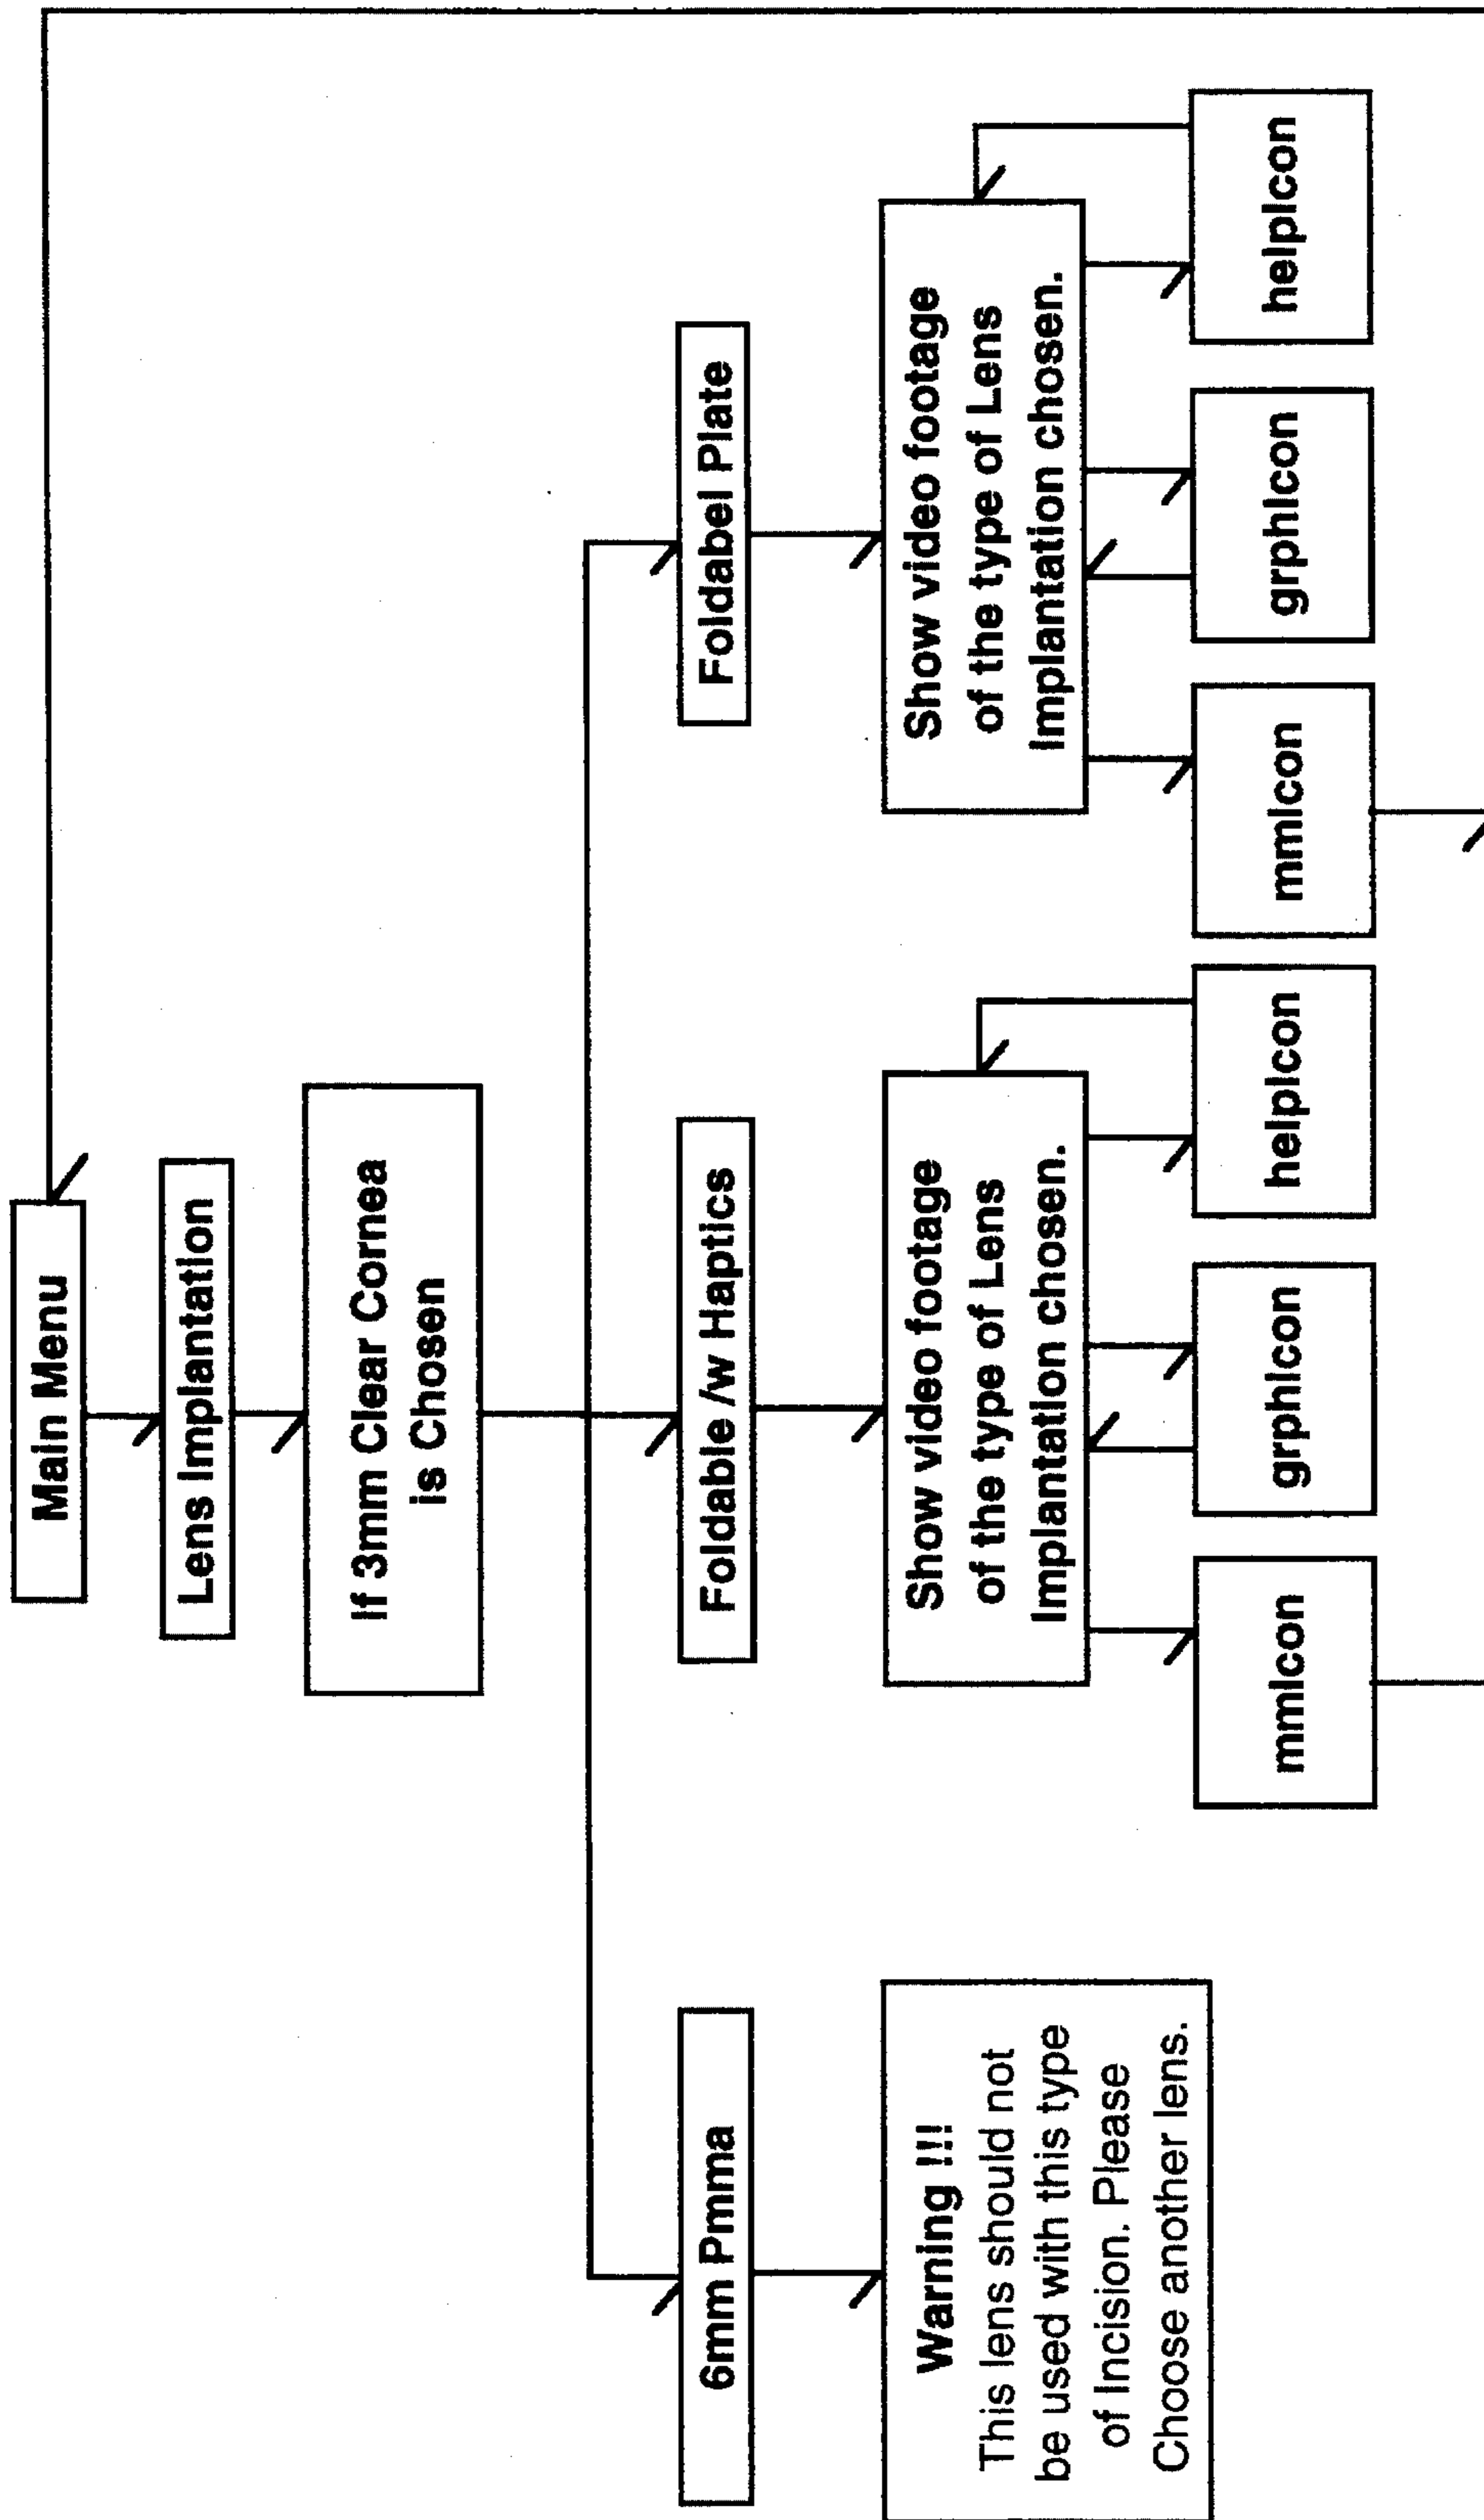 Main Menu
Lens Implantation
If 3mm Clear Cornea
is Chosen
6mm Pmma
Foldable /w Haptics
Foldabel Plate
Warning !!!
This lens should not
be used with this type
of Incision. Please
Choose another lens.
Show video footage
of the type of Lens
Implantation chosen.
Show video footage
of the type of Lens
Implantation chosen.
mmIcon
grphIcon
helpIcon
mmIcon
grphIcon
helpIcon